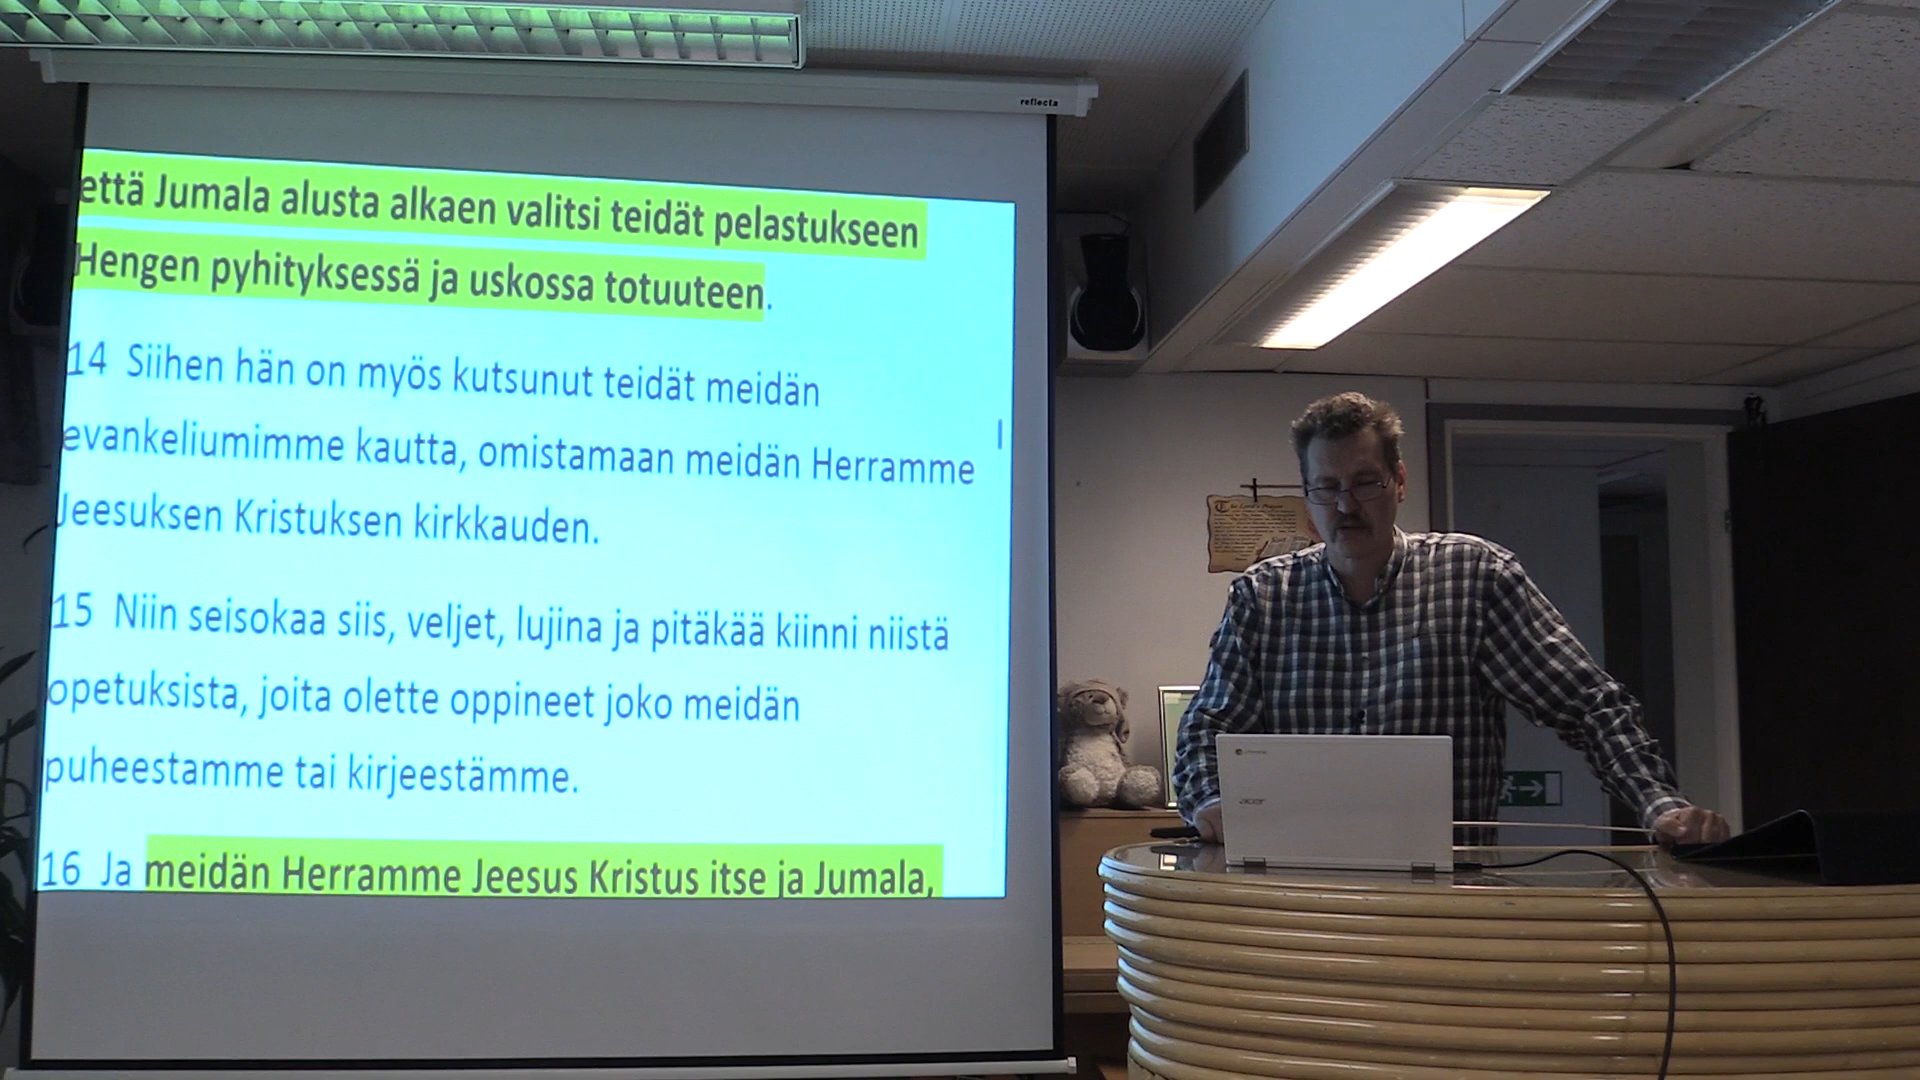 reflecta
että Jumala alusta alkaen valitsi teidät pelastukseen
Hengen pyhityksessä ja uskossa totuuteen.
14 Siihen hän on myös kutsunut teidät meidän
evankeliumimme kautta, omistamaan meidän Herramme
Jeesuksen Kristuksen kirkkauden.
15 Niin seisokaa siis, veljet, lujina ja pitäkää kiinni niistä
opetuksista, joita olette oppineet joko meidän
puheestamme tai kirjeestämme.
16 Ja meidän Herramme Jeesus Kristus itse ja Jumala,
The Lord's Prayer
acer